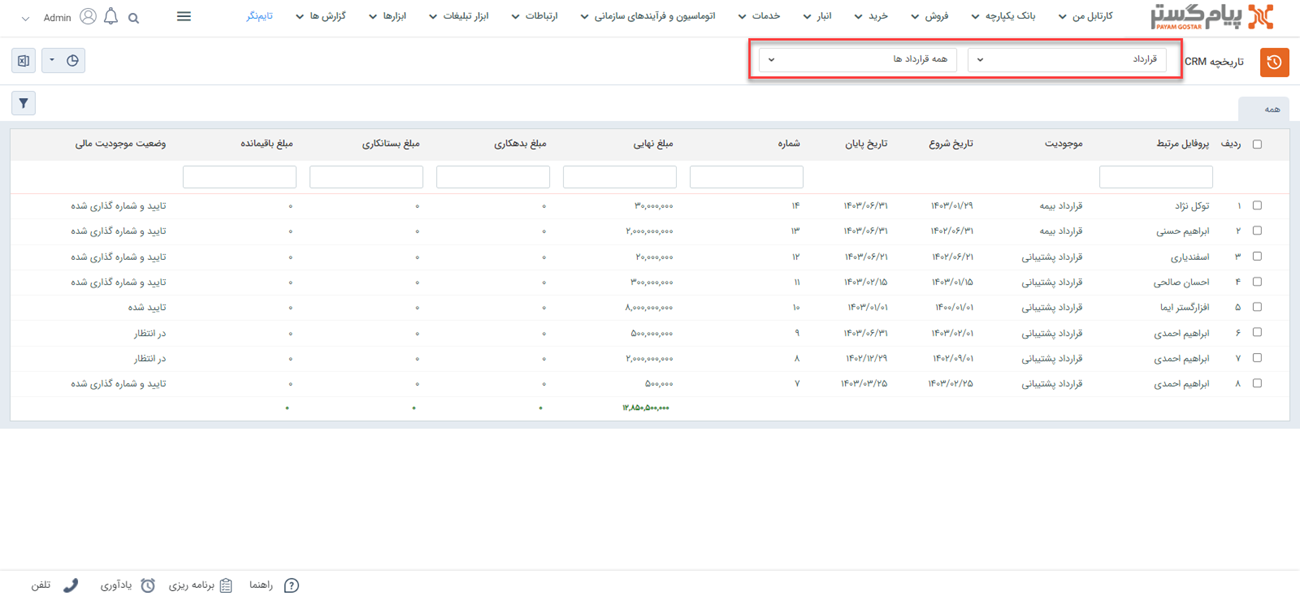 پیام گستر کارتابل من بانک یکپارچه فروش خرید انبار خدمات اتوماسیون و فرآیندهای سازمانی ارتباطات ابزار تبلیغات ابزارها گزارش ها تایم‌نگر Admin
PAYAM GOSTAR
تاریخچه CRM قرارداد همه قرارداد ها
همه
ردیف پروفایل مرتبط موجودیت تاریخ شروع تاریخ پایان شماره مبلغ نهایی مبلغ بدهکاری مبلغ بستانکاری مبلغ باقیمانده وضعیت موجودیت مالی
۱ توکل نژاد قرارداد بیمه ۱۴۰۳/۰۱/۲۹ ۱۴۰۳/۰۶/۳۱ ۱۴ ۳۰,۰۰۰,۰۰۰ ۰ ۰ ۰ تایید و شماره گذاری شده
۲ ابراهیم حسنی قرارداد بیمه ۱۴۰۲/۰۶/۳۱ ۱۴۰۳/۰۶/۳۱ ۱۳ ۲,۰۰۰,۰۰۰,۰۰۰ ۰ ۰ ۰ تایید و شماره گذاری شده
۳ اسفندیاری قرارداد پشتیبانی ۱۴۰۲/۰۶/۲۱ ۱۴۰۳/۰۶/۲۱ ۱۲ ۲۰,۰۰۰,۰۰۰ ۰ ۰ ۰ تایید و شماره گذاری شده
۴ احسان صالحی قرارداد پشتیبانی ۱۴۰۳/۰۱/۱۵ ۱۴۰۳/۰۲/۱۵ ۱۱ ۳۰۰,۰۰۰,۰۰۰ ۰ ۰ ۰ تایید و شماره گذاری شده
۵ افزارگستر ایما قرارداد پشتیبانی ۱۴۰۰/۰۱/۰۱ ۱۴۰۳/۰۱/۰۱ ۱۰ ۸,۰۰۰,۰۰۰,۰۰۰ ۰ ۰ ۰ تایید شده
۶ ابراهیم احمدی قرارداد پشتیبانی ۱۴۰۳/۰۲/۰۱ ۱۴۰۳/۰۶/۳۱ ۹ ۵۰۰,۰۰۰,۰۰۰ ۰ ۰ ۰ در انتظار
۷ ابراهیم احمدی قرارداد پشتیبانی ۱۴۰۲/۰۹/۰۱ ۱۴۰۲/۱۲/۲۹ ۸ ۲,۰۰۰,۰۰۰,۰۰۰ ۰ ۰ ۰ در انتظار
۸ ابراهیم احمدی قرارداد پشتیبانی ۱۴۰۳/۰۲/۲۵ ۱۴۰۳/۰۳/۲۵ ۷ ۵۰۰,۰۰۰ ۰ ۰ ۰ تایید و شماره گذاری شده
۱۲,۸۵۰,۵۰۰,۰۰۰ ۰ ۰ ۰
راهنما برنامه ریزی یادآوری تلفن